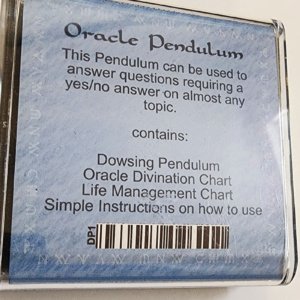 Oracle Pendulum
This Pendulum can be used to
answer questions requiring a
yes/no answer on almost any
topic.
contains:
Dowsing Pendulum
Oracle Divination Chart
Life Management Chart
Simple Instructions on how to use
DP1